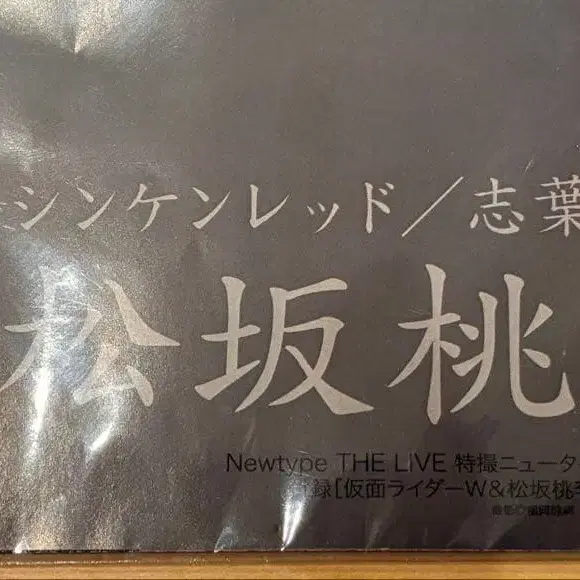 シンケンレッド／志葉
松坂桃
Newtype THE LIVE 特撮ニュータ
録[仮面ライダーW&松坂桃